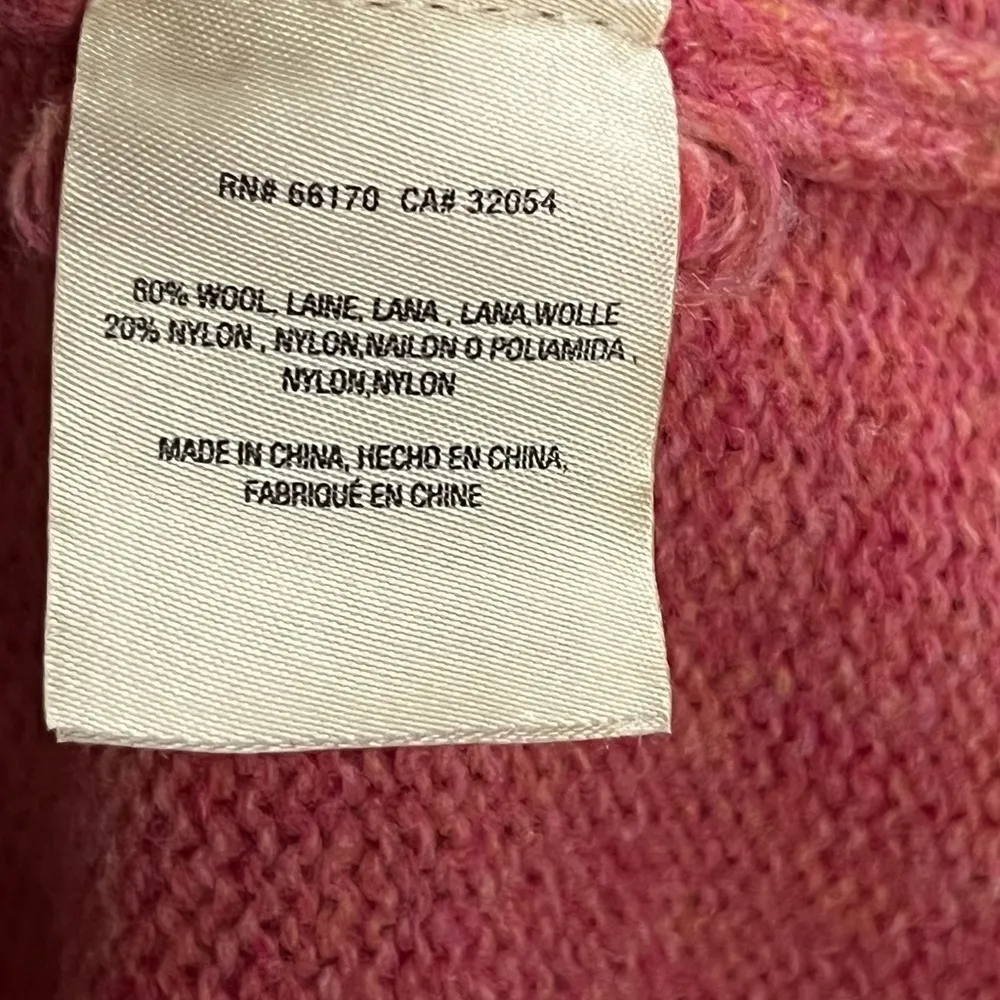 RN# 66170 CA# 32054
80% WOOL, LAINE, LANA , LANA,WOLLE
20% NYLON , NYLON,NAILON O POLIAMIDA ,
NYLON,NYLON
MADE IN CHINA, HECHO EN CHINA,
FABRIQUÉ EN CHINE